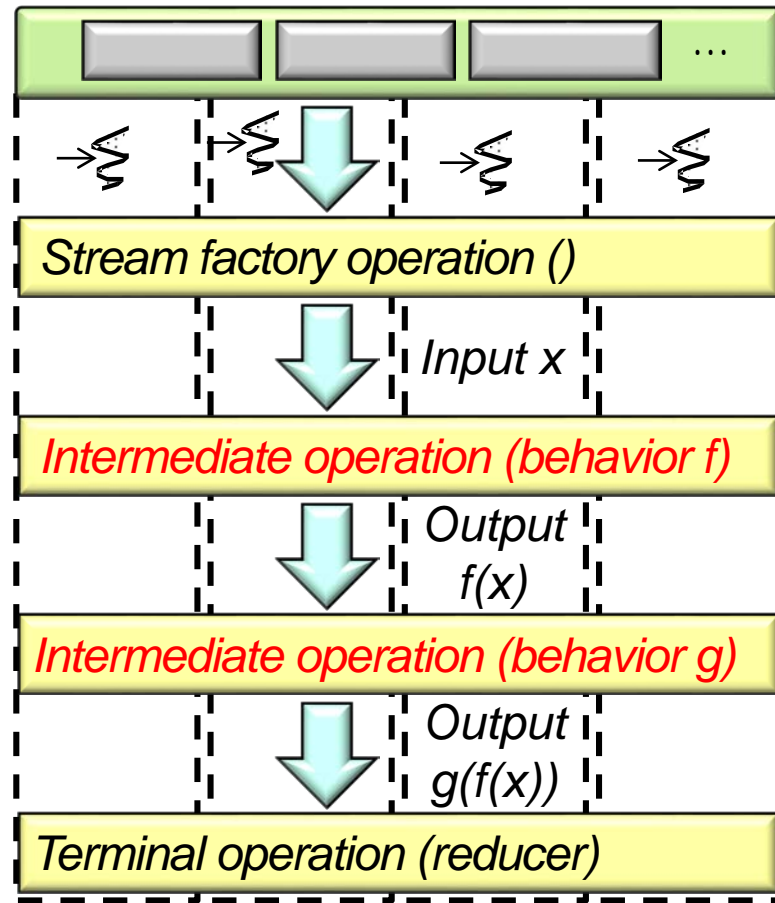 ...
Stream factory operation ()
Input x
Intermediate operation (behavior f)
Output
f(x)
Intermediate operation (behavior g)
Output
g(f(x))
Terminal operation (reducer)